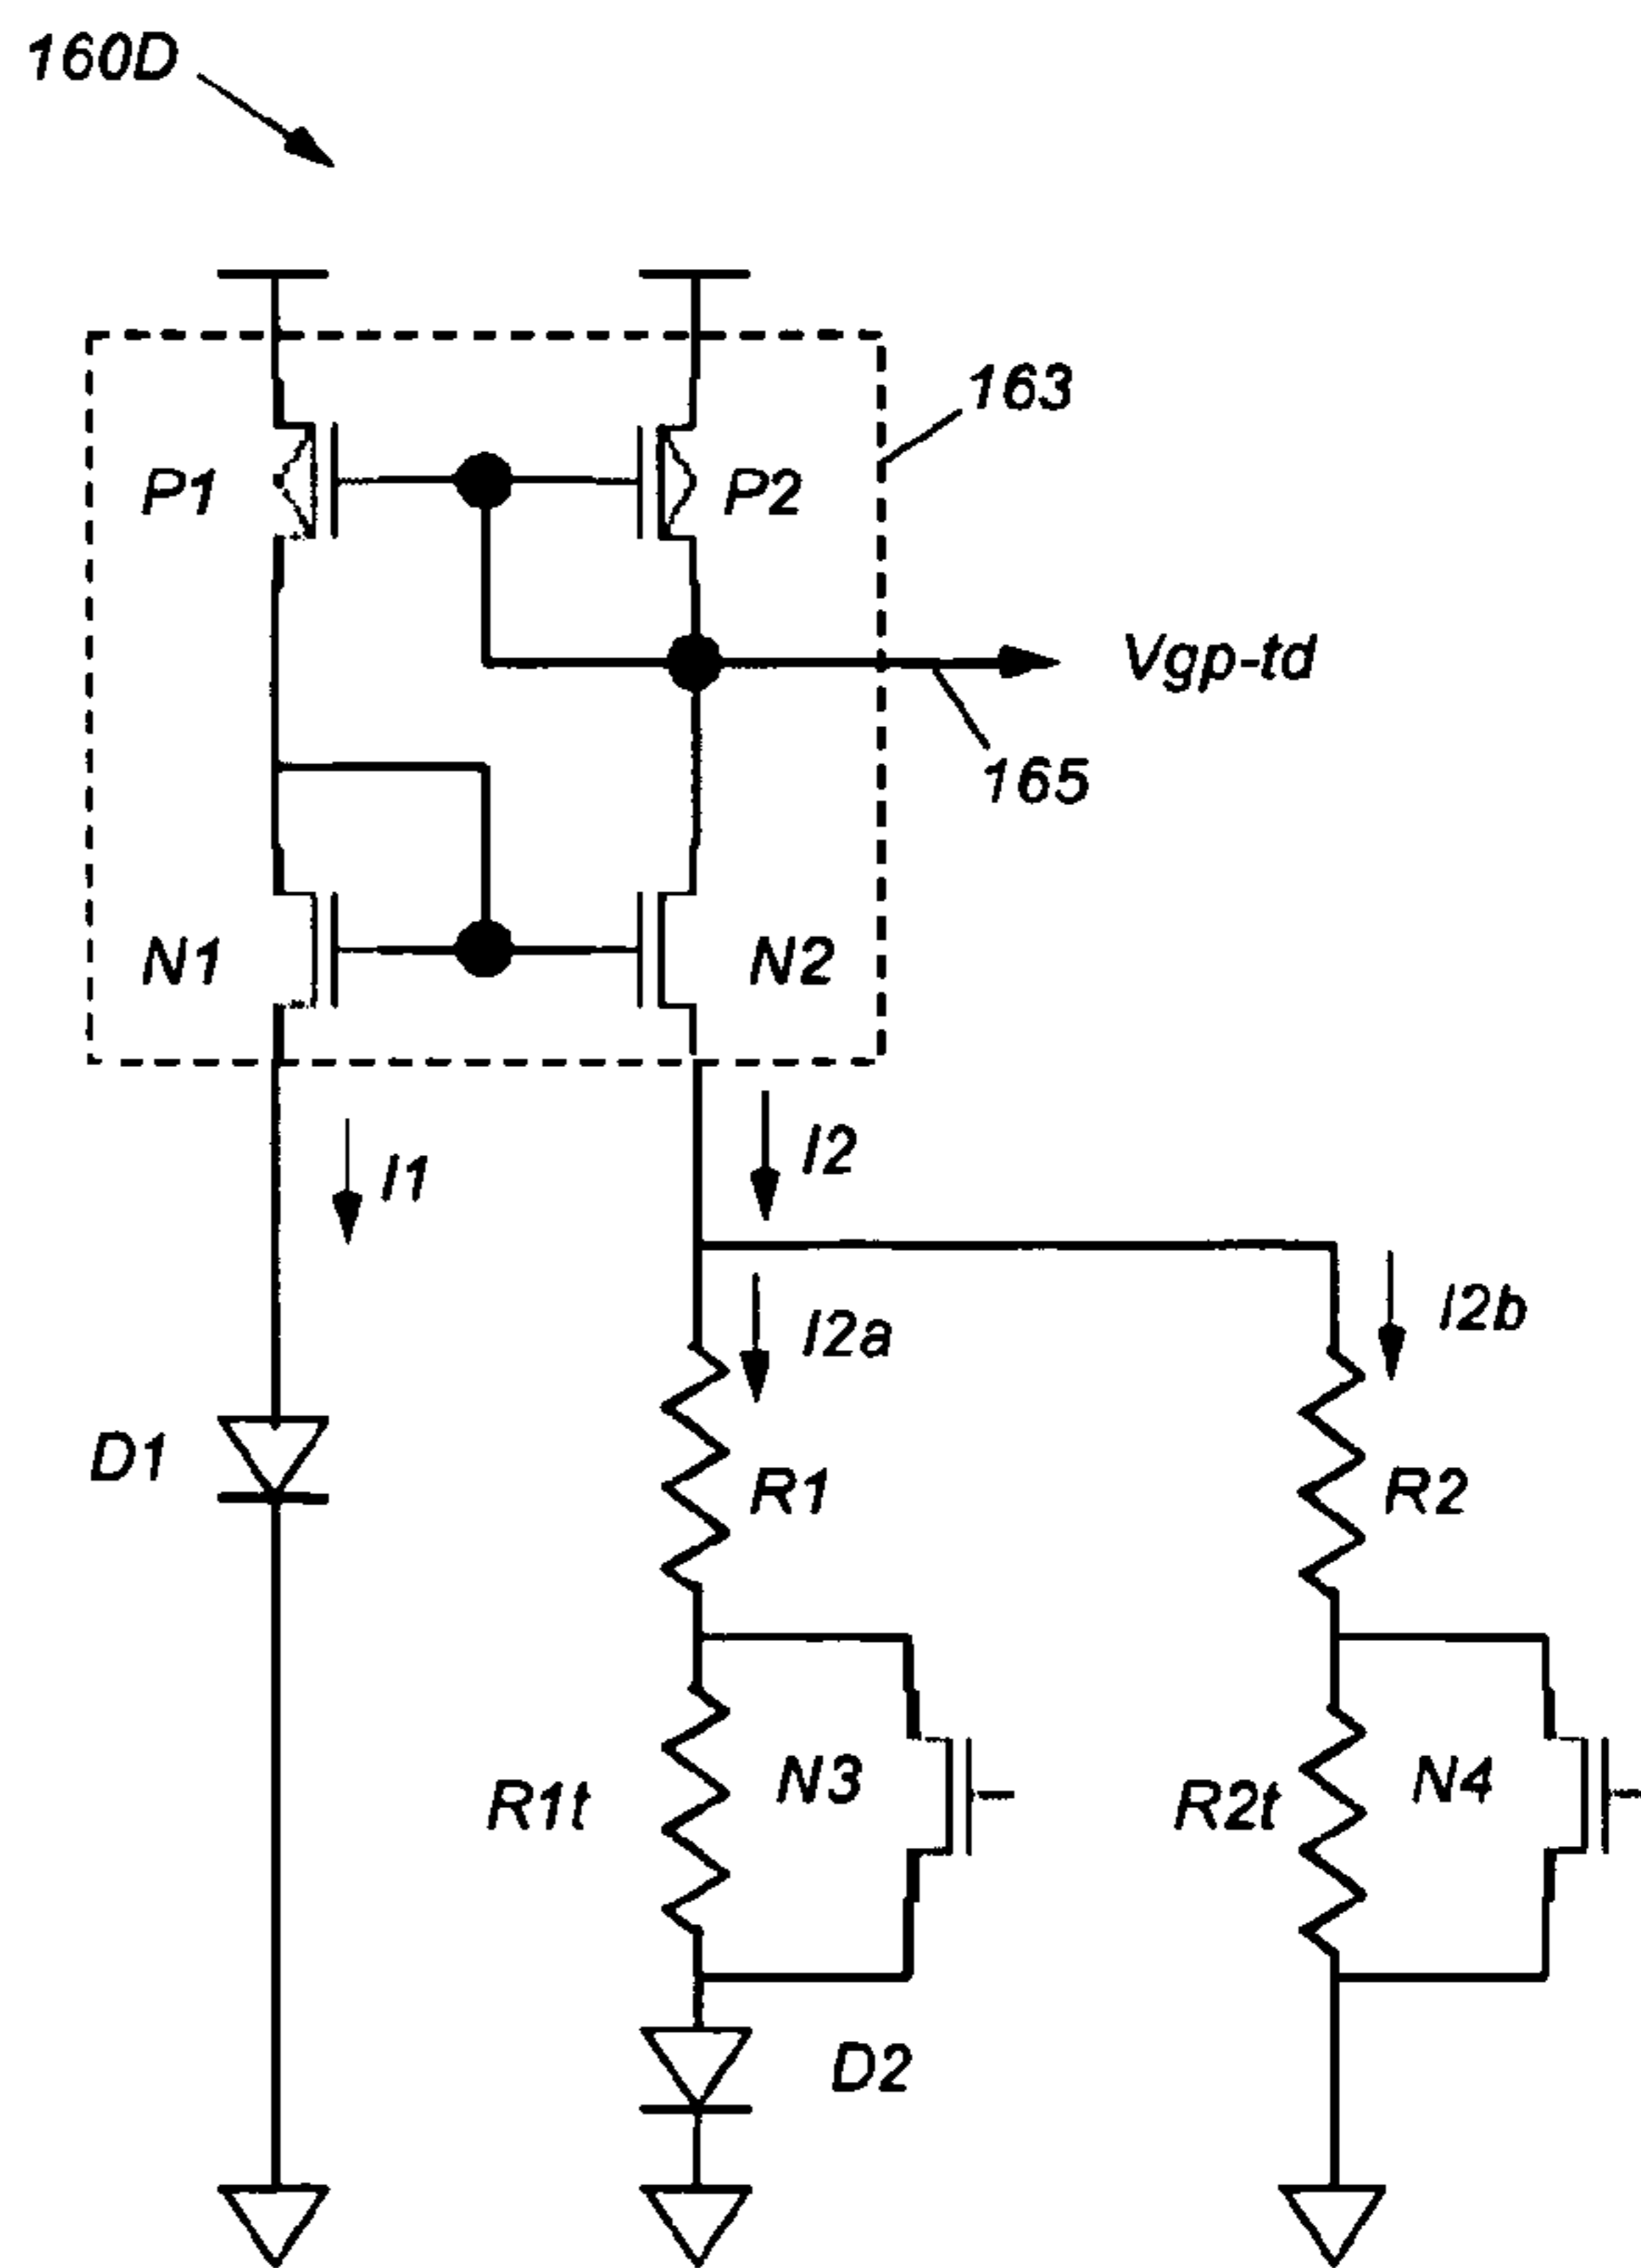 160D
163
P1
P2
Vgp-td
165
N1
N2
I1
I2
I2a
I2b
D1
R1
R2
R1t
N3
R2t
N4
D2